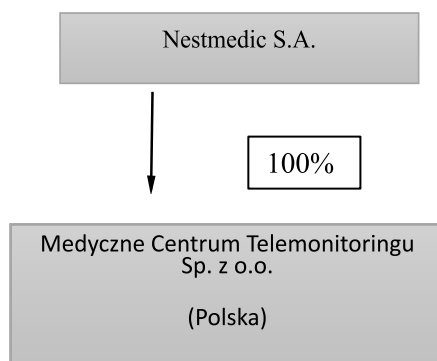 Nestmedic S.A.
100%
Medyczne Centrum Telemonitoringu
Sp. z o.o.
(Polska)